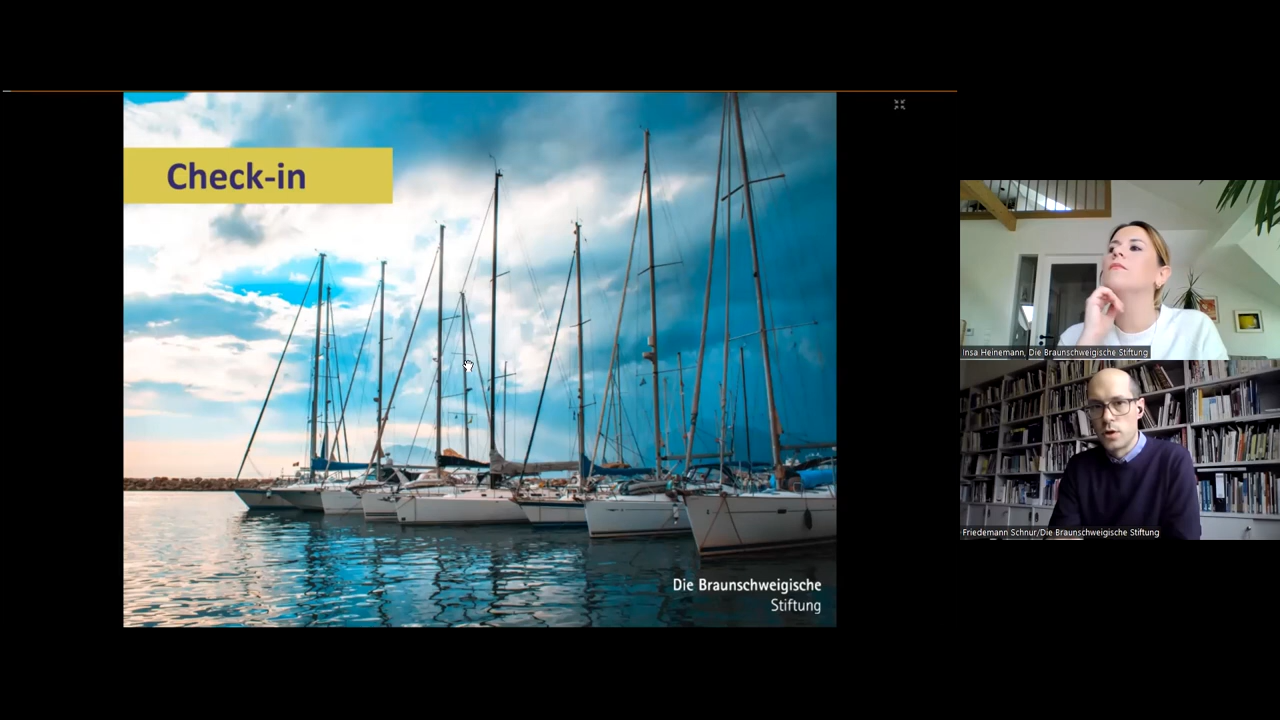 Check-in
Die Braunschweigische
Stiftung
Insa Heinemann, Die Braunschweigische Stiftung
Friedemann Schnur/Die Braunschweigische Stiftung